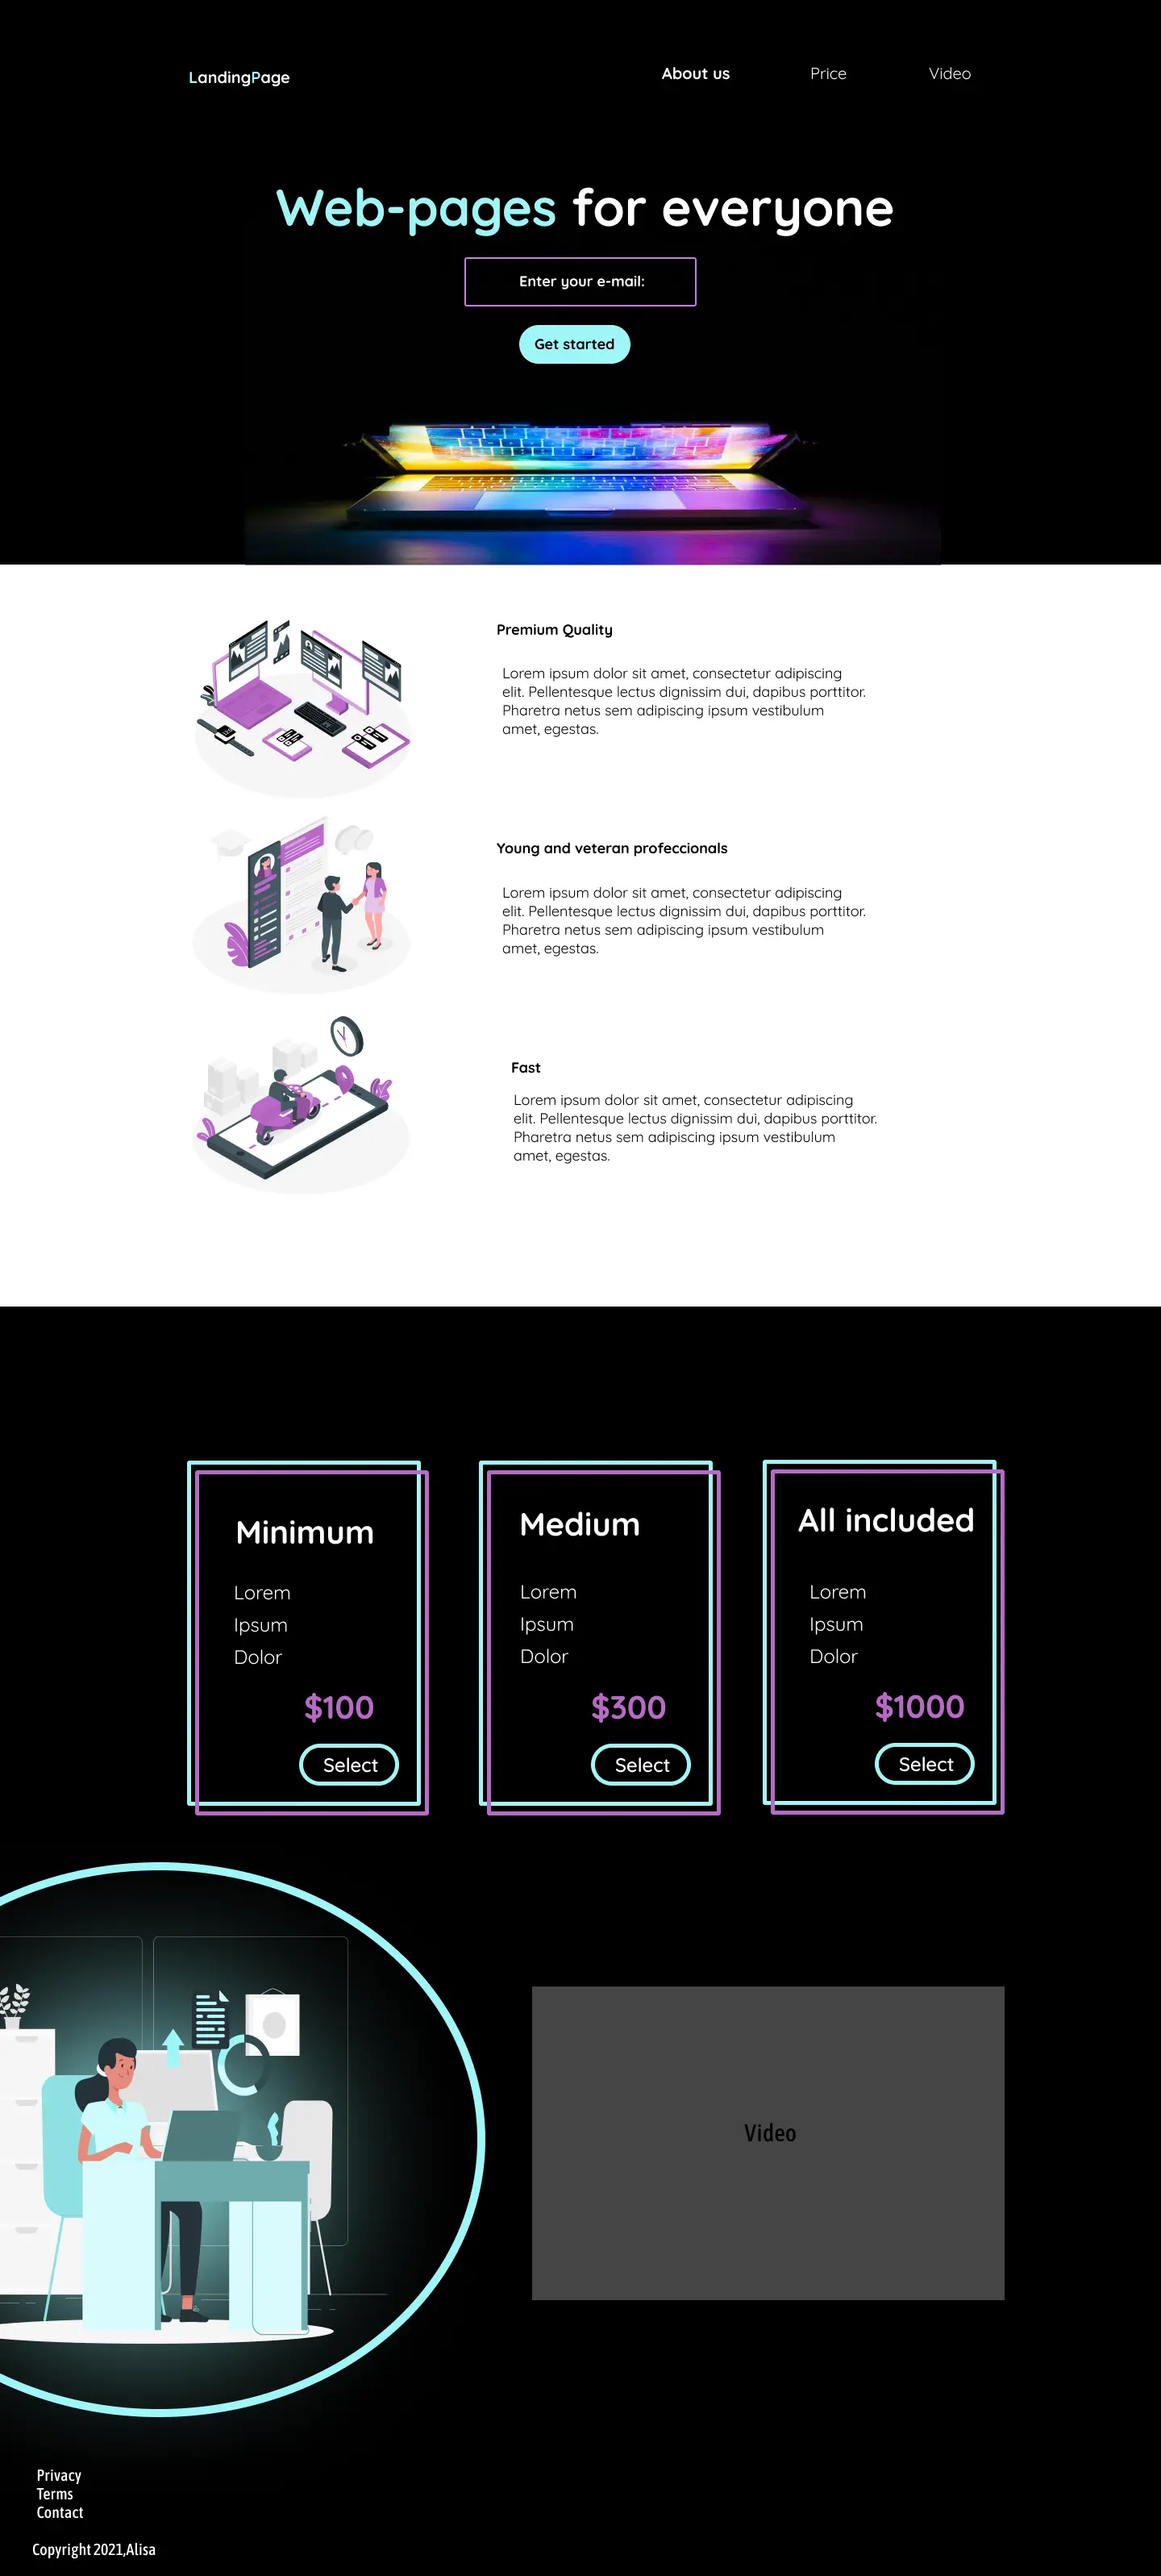 LandingPage
About us
Price
Video
Web-pages for everyone
Enter your e-mail:
Get started
Premium Quality
Lorem ipsum dolor sit amet, consectetur adipiscing
elit. Pellentesque lectus dignissim dui, dapibus porttitor.
Pharetra netus sem adipiscing ipsum vestibulum
amet, egestas.
Young and veteran profeccionals
Lorem ipsum dolor sit amet, consectetur adipiscing
elit. Pellentesque lectus dignissim dui, dapibus porttitor.
Pharetra netus sem adipiscing ipsum vestibulum
amet, egestas.
Fast
Lorem ipsum dolor sit amet, consectetur adipiscing
elit. Pellentesque lectus dignissim dui, dapibus porttitor.
Pharetra netus sem adipiscing ipsum vestibulum
amet, egestas.
Minimum
Lorem
Ipsum
Dolor
$100
Select
Medium
Lorem
Ipsum
Dolor
$300
Select
All included
Lorem
Ipsum
Dolor
$1000
Select
Video
Privacy
Terms
Contact
Copyright 2021,Alisa